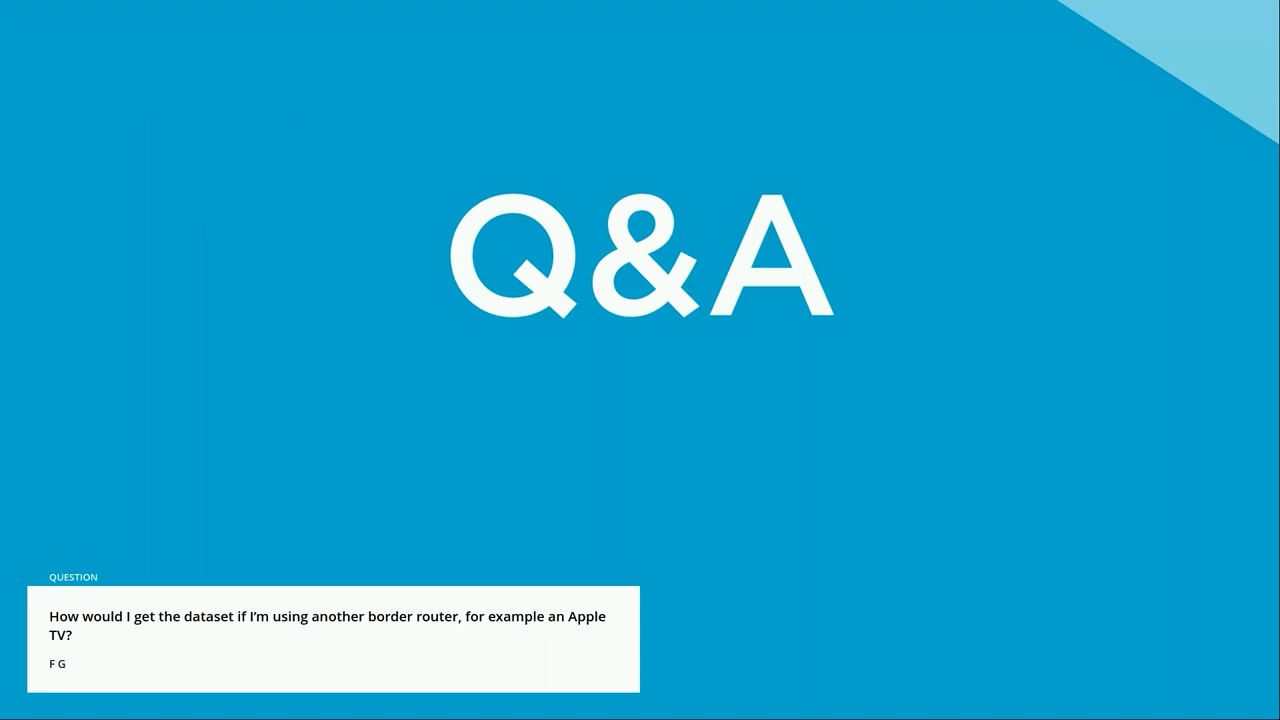 Q&A
QUESTION
How would I get the dataset if I’m using another border router, for example an Apple
TV?
F G